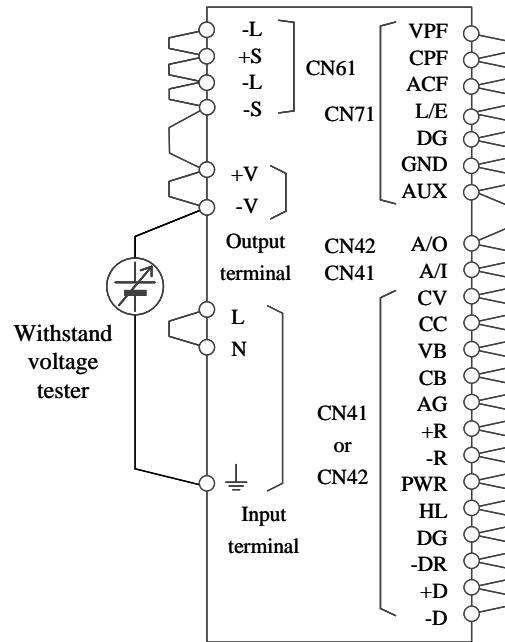 -L
+S
-L
-S
CN61
+V
-V
Output
terminal
Withstand
voltage
tester
L
N
Input
terminal
VPF
CPF
ACF
L/E
DG
GND
AUX
CN71
CN42
A/O
CN41
A/I
CV
CC
VB
CB
AG
+R
-R
PWR
HL
DG
-DR
+D
-D
CN41
or
CN42